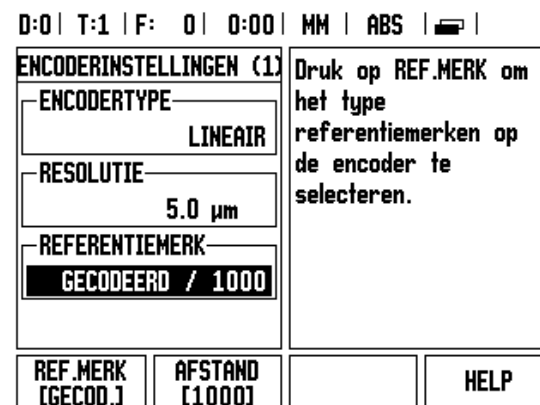 D:0| T:1 |F: 0| 0:00| MM | ABS | |
ENCODERINSTELLINGEN (1)
ENCODERTYPE
LINEAIR
RESOLUTIE
5.0 µm
REFERENTIEMERK
GECODEERD / 1000
Druk op REF.MERK om
het type
referentiemerken op
de encoder te
selecteren.
REF.MERK
[GECOD.]
AFSTAND
[1000]
HELP